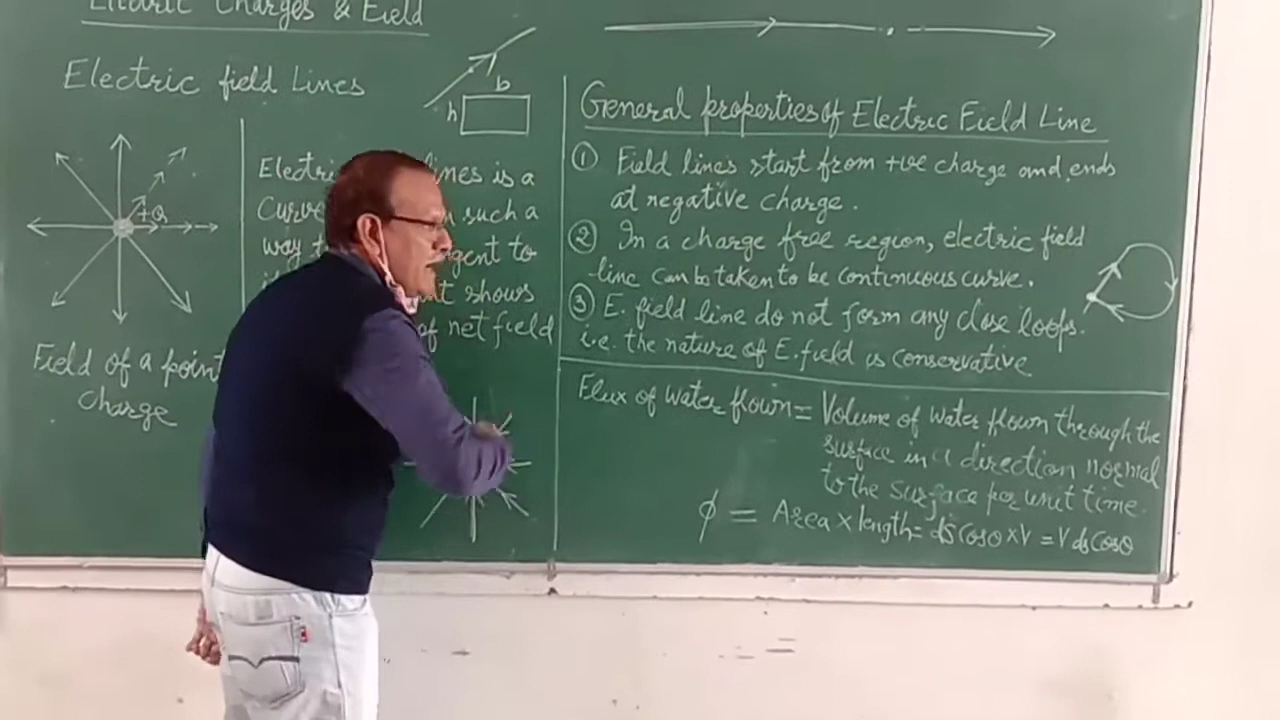 Electric Charges & Field
Electric field Lines
h
b
+Q
Field of a point
charge
lines is a
such a
to
shows
of net field
General properties of Electric Field Line
① Field lines start from +ve charge and ends
at negative charge.
② In a charge free region, electric field
line can be taken to be continuous curve.
③ E. field line do not form any close loops.
i.e. the nature of E. field is conservative
Flux of water flown = Volume of water flown through the
surface in a direction normal
to the surface per unit time.
ϕ = Area × length = ds cosθ × V = V ds cosθ